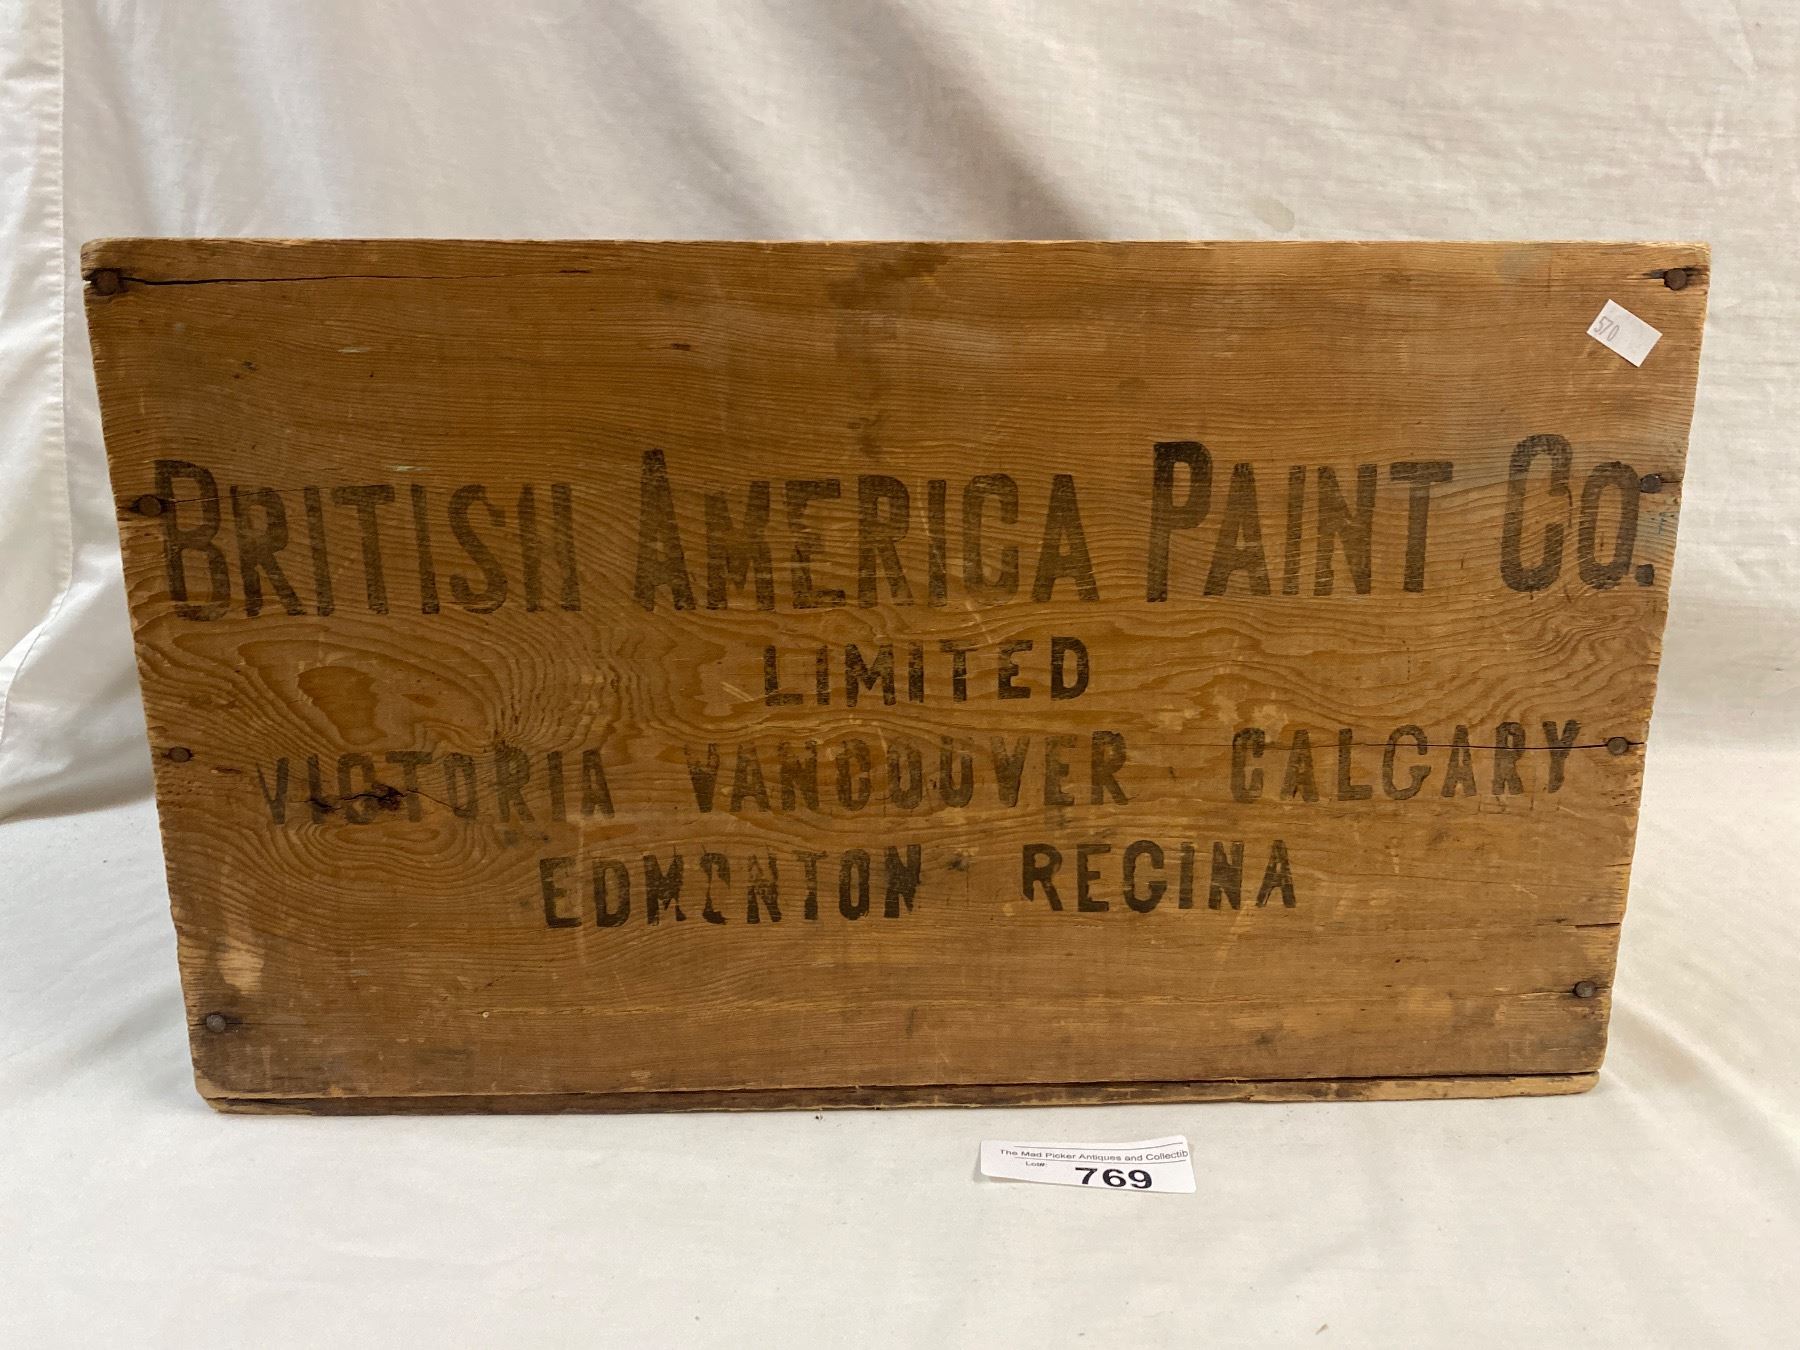 570
BRITISH AMERICA PAINT CO.
LIMITED
VICTORIA VANCOUVER CALGARY
EDMONTON REGINA
The Mad Picker Antiques and Collectib
Lot#: 769